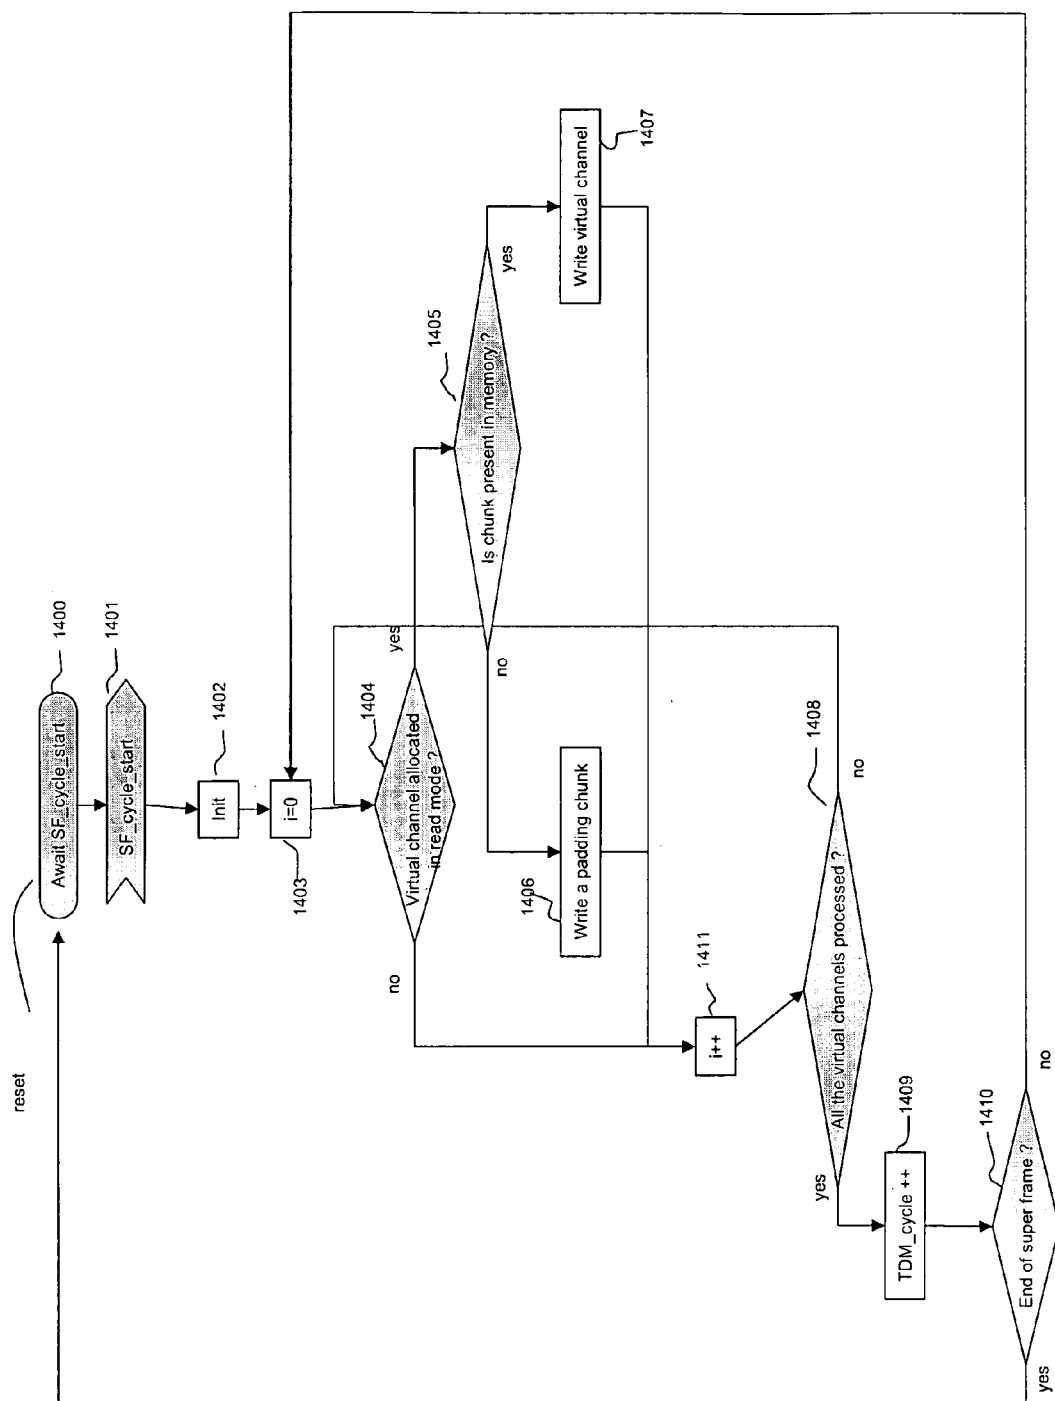 reset
Await SF_cycle_start
1400
SF_cycle_start
1401
Init
1402
i=0
1403
Virtual channel allocated
in read mode ?
1404
yes
no
Is chunk present in memory ?
1405
yes
no
Write a padding chunk
1406
Write virtual channel
1407
i++
1411
All the virtual channels processed ?
1408
no
yes
TDM_cycle ++
1409
End of super frame ?
1410
no
yes